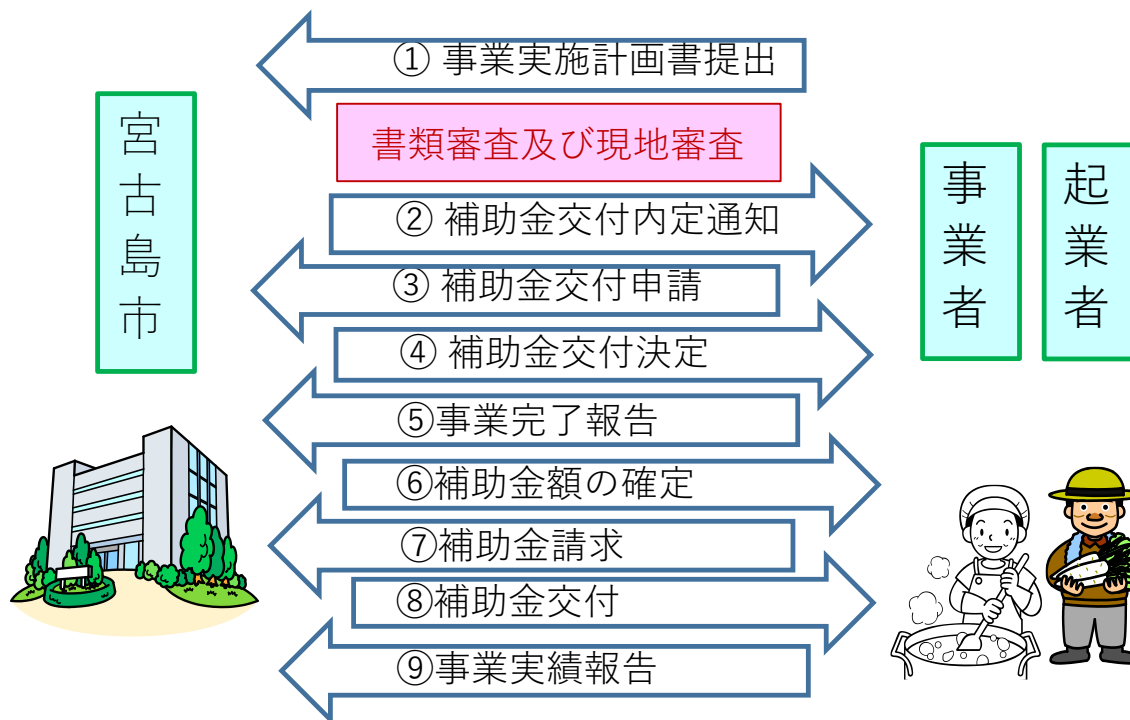 ① 事業実施計画書提出
宮古島市
書類審査及び現地審査
事業者
起業者
② 補助金交付内定通知
③ 補助金交付申請
④ 補助金交付決定
⑤事業完了報告
⑥補助金額の確定
⑦補助金請求
⑧補助金交付
⑨事業実績報告